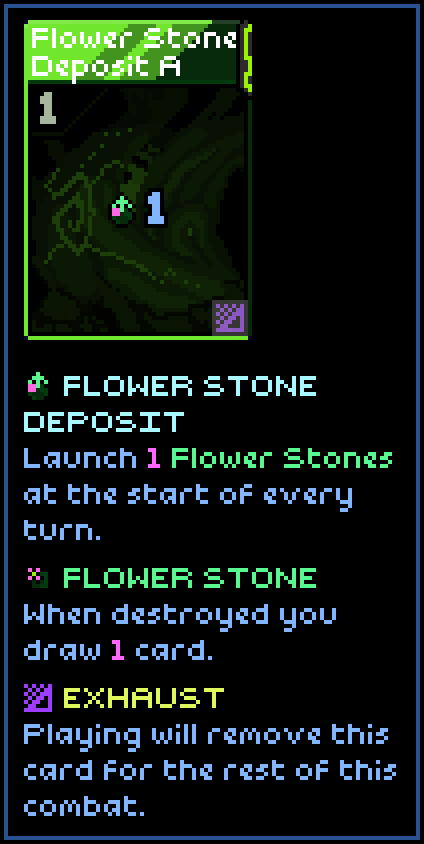 Flower Stone
Deposit A
1
1
FLOWER STONE
DEPOSIT
Launch 1 Flower Stones
at the start of every
turn.
FLOWER STONE
When destroyed you
draw 1 card.
EXHAUST
Playing will remove this
card for the rest of this
combat.